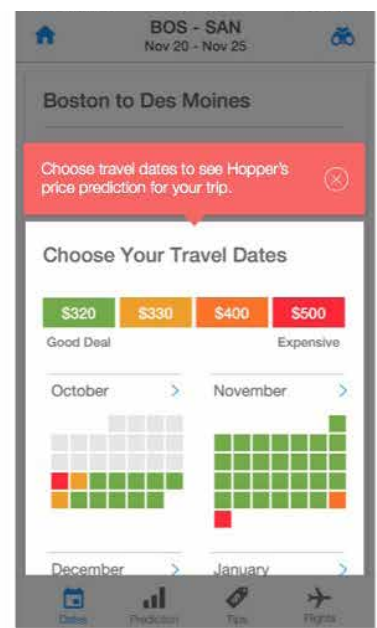 BOS - SAN
Nov 20 - Nov 25
Boston to Des Moines
Choose travel dates to see Hopper's
price prediction for your trip.
Choose Your Travel Dates
$320 $330 $400 $500
Good Deal Expensive
October November
December January
Dates Prediction Tips Flights